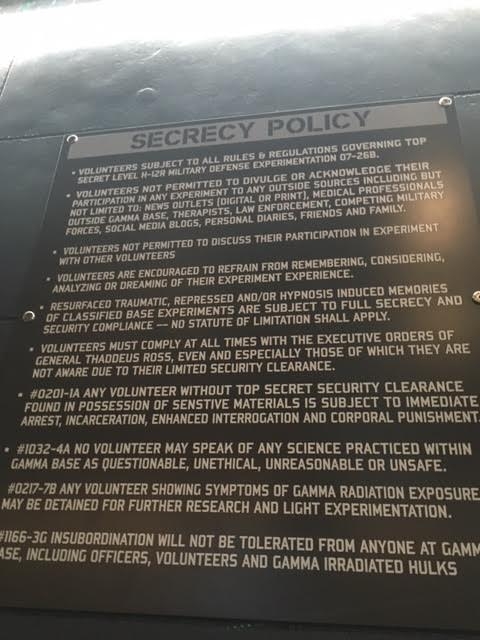 SECRECY POLICY
• VOLUNTEERS SUBJECT TO ALL RULES & REGULATIONS GOVERNING TOP
SECRET LEVEL H-12R MILITARY DEFENSE EXPERIMENTATION 07-26B.
• VOLUNTEERS NOT PERMITTED TO DIVULGE OR ACKNOWLEDGE THEIR
PARTICIPATION IN ANY EXPERIMENT TO ANY OUTSIDE SOURCES INCLUDING BUT
NOT LIMITED TO: NEWS OUTLETS (DIGITAL OR PRINT), MEDICAL PROFESSIONALS
OUTSIDE GAMMA BASE, THERAPISTS, LAW ENFORCEMENT, COMPETING MILITARY
FORCES, SOCIAL MEDIA BLOGS, PERSONAL DIARIES, FRIENDS AND FAMILY.
• VOLUNTEERS NOT PERMITTED TO DISCUSS THEIR PARTICIPATION IN EXPERIMENT
WITH OTHER VOLUNTEERS
• VOLUNTEERS ARE ENCOURAGED TO REFRAIN FROM REMEMBERING, CONSIDERING,
ANALYZING OR DREAMING OF THEIR EXPERIMENT EXPERIENCE.
• RESURFACED TRAUMATIC, REPRESSED AND/OR HYPNOSIS INDUCED MEMORIES
OF CLASSIFIED BASE EXPERIMENTS ARE SUBJECT TO FULL SECRECY AND
SECURITY COMPLIANCE -- NO STATUTE OF LIMITATION SHALL APPLY.
• VOLUNTEERS MUST COMPLY AT ALL TIMES WITH THE EXECUTIVE ORDERS OF
GENERAL THADDEUS ROSS, EVEN AND ESPECIALLY THOSE OF WHICH THEY ARE
NOT AWARE DUE TO THEIR LIMITED SECURITY CLEARANCE.
• #0201-1A ANY VOLUNTEER WITHOUT TOP SECRET SECURITY CLEARANCE
FOUND IN POSSESSION OF SENSTIVE MATERIALS IS SUBJECT TO IMMEDIATE
ARREST, INCARCERATION, ENHANCED INTERROGATION AND CORPORAL PUNISHMENT.
• #1032-4A NO VOLUNTEER MAY SPEAK OF ANY SCIENCE PRACTICED WITHIN
GAMMA BASE AS QUESTIONABLE, UNETHICAL, UNREASONABLE OR UNSAFE.
#0217-7B ANY VOLUNTEER SHOWING SYMPTOMS OF GAMMA RADIATION EXPOSURE
MAY BE DETAINED FOR FURTHER RESEARCH AND LIGHT EXPERIMENTATION.
#1166-3G INSUBORDINATION WILL NOT BE TOLERATED FROM ANYONE AT GAMM
ASE, INCLUDING OFFICERS, VOLUNTEERS AND GAMMA IRRADIATED HULKS